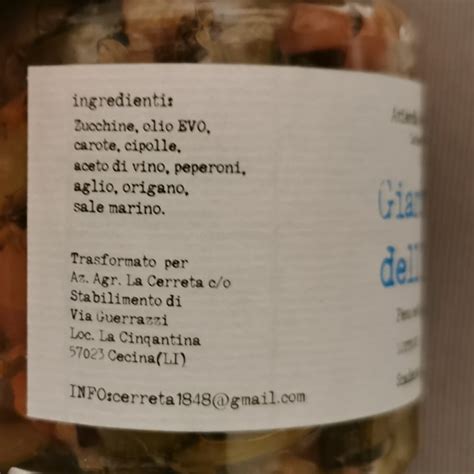 ingredienti:
Zucchine, olio EVO,
carote, cipolle,
aceto di vino, peperoni,
aglio, origano,
sale marino.
Trasformato per
Az. Agr. La Cerreta c/o
Stabilimento di
Via Guerrazzi
Loc. La Cinqantina
57023 Cecina(LI)
INFO:cerreta1848@gmail.com